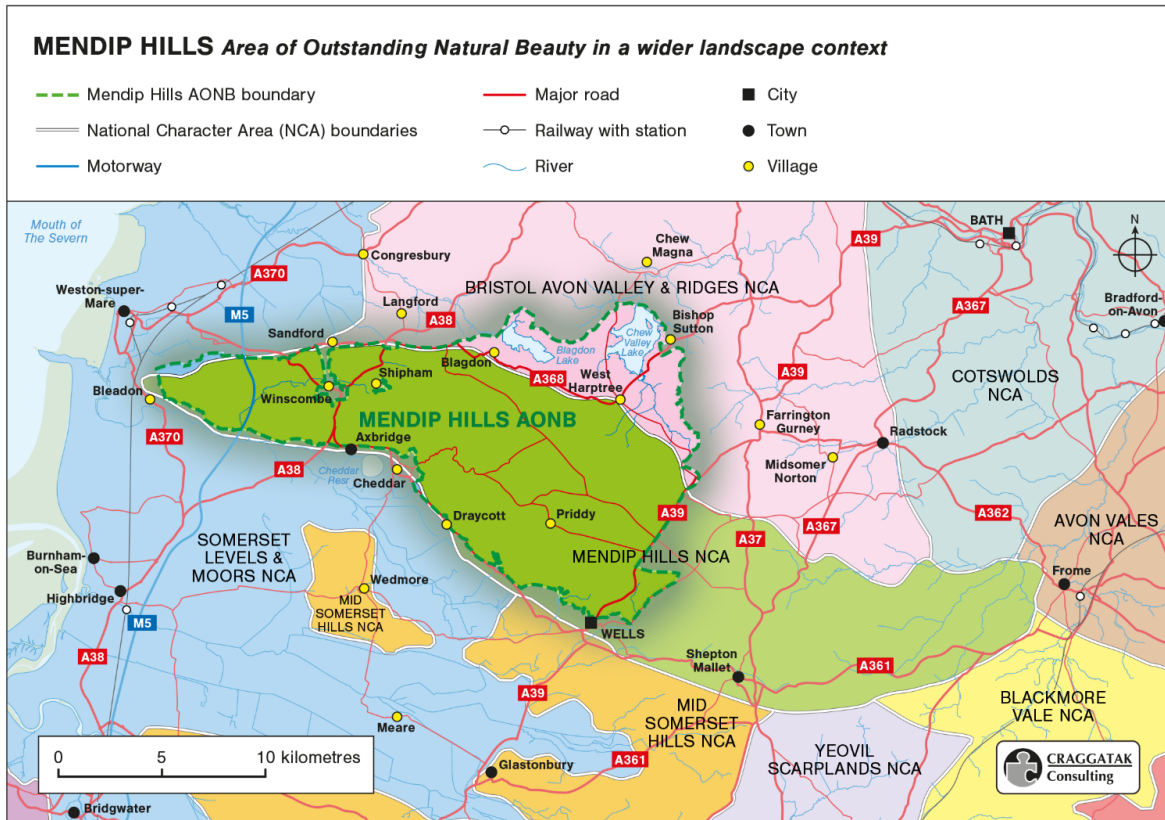 MENDIP HILLS Area of Outstanding Natural Beauty in a wider landscape context
Mendip Hills AONB boundary
National Character Area (NCA) boundaries
Motorway
Major road
Railway with station
River
City
Town
Village
Mouth of
The Severn
Weston-super-
Mare
A370
M5
Congresbury
Langford
A38
Sandford
Chew
Magna
BRISTOL AVON VALLEY & RIDGES NCA
Bishop
Sutton
A39
BATH
N
A367
Bradford-
on-Avon
COTSWOLDS
NCA
Bleadon
Winscombe
Shipham
Blagdon
Blagdon
Lake
Chew
Valley
Lake
A368
West
Harptree
MENDIP HILLS AONB
A39
Farrington
Gurney
Radstock
Midsomer
Norton
A370
A38
Axbridge
Cheddar
Resr
Cheddar
Draycott
Priddy
A39
MENDIP HILLS NCA
A37
A367
A362
AVON VALES
NCA
Frome
Burnham-
on-Sea
Highbridge
SOMERSET
LEVELS &
MOORS NCA
Wedmore
MID
SOMERSET
HILLS NCA
M5
A38
WELLS
Shepton
Mallet
A361
A39
Meare
MID
SOMERSET
HILLS NCA
BLACKMORE
VALE NCA
YEOVIL
SCARPLANDS NCA
A361
Glastonbury
0 5 10 kilometres
Bridgwater
CRAGGATAK
Consulting